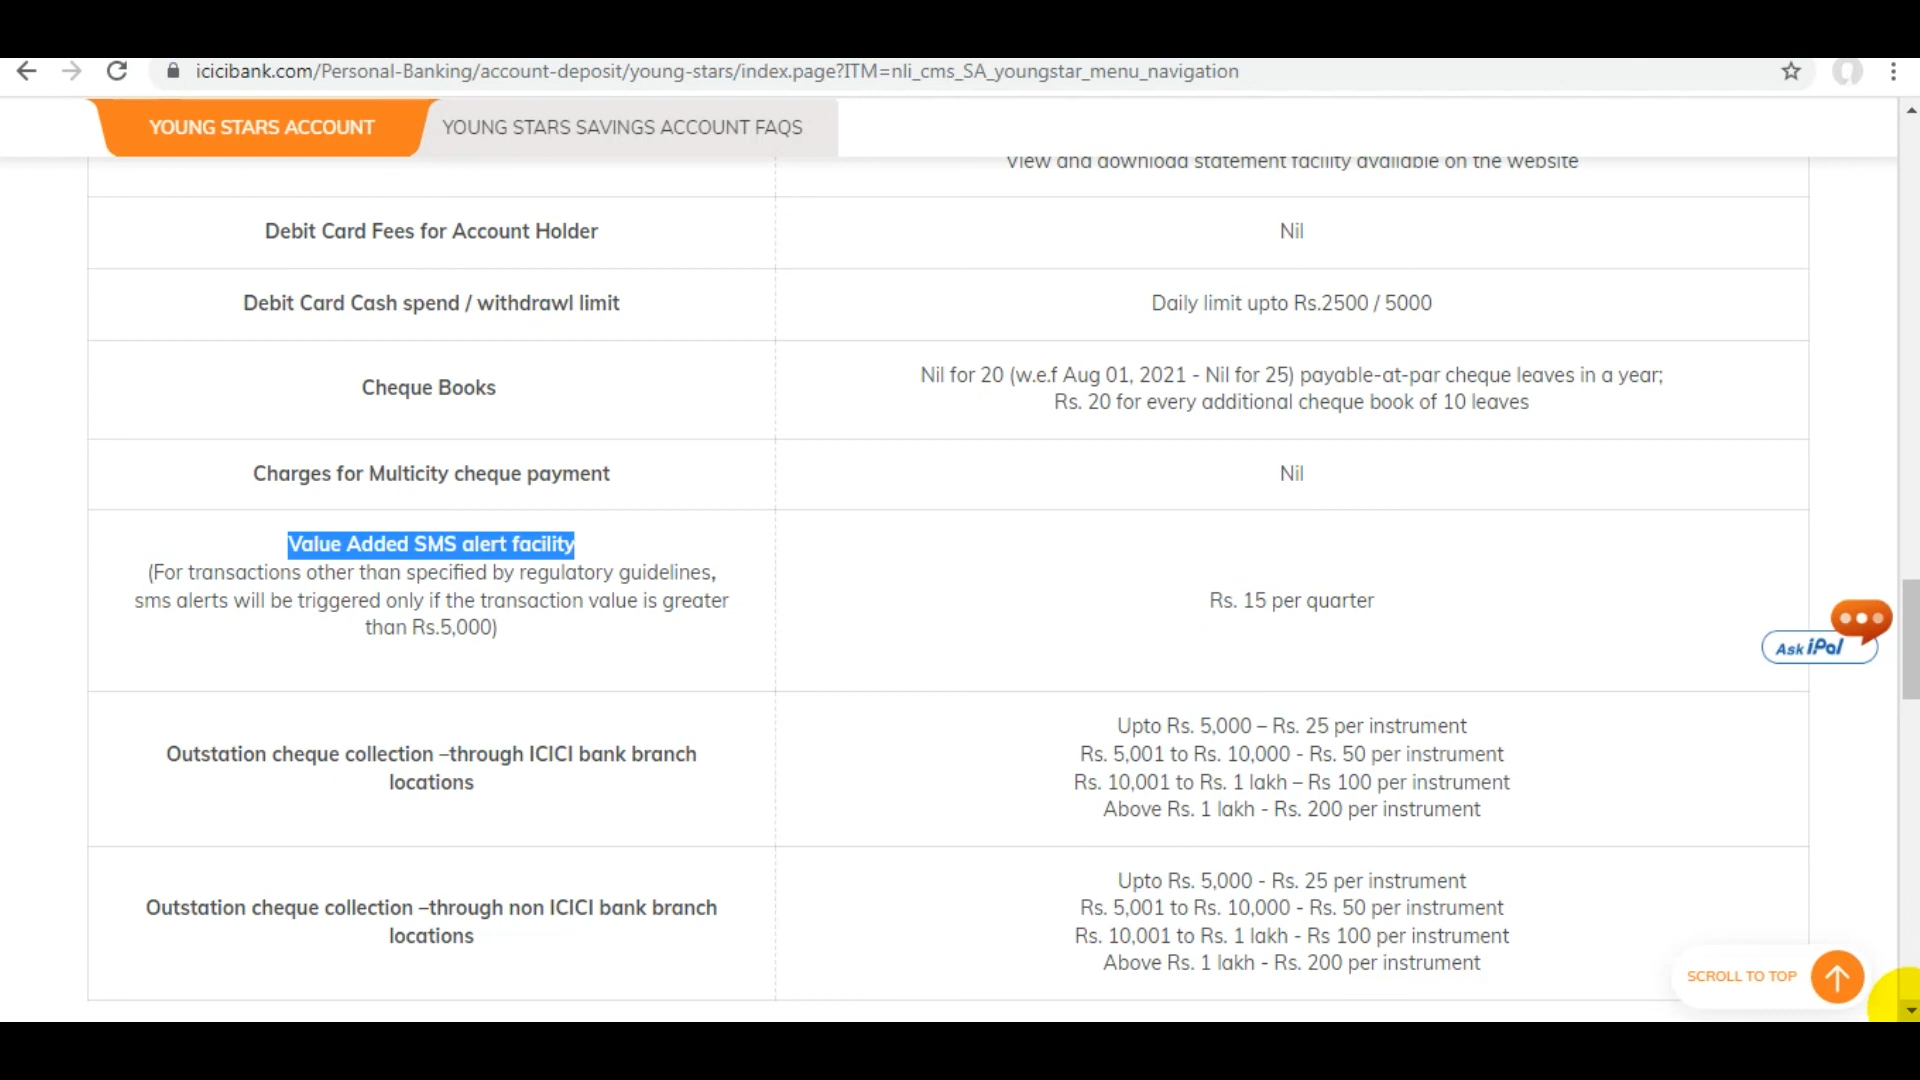 icicibank.com/Personal-Banking/account-deposit/young-stars/index.page?ITM=nli_cms_SA_youngstar_menu_navigation
YOUNG STARS ACCOUNT
YOUNG STARS SAVINGS ACCOUNT FAQS
View and download statement facility available on the website
Debit Card Fees for Account Holder
Nil
Debit Card Cash spend / withdrawl limit
Daily limit upto Rs.2500 / 5000
Cheque Books
Nil for 20 (w.e.f Aug 01, 2021 - Nil for 25) payable-at-par cheque leaves in a year;
Rs. 20 for every additional cheque book of 10 leaves
Charges for Multicity cheque payment
Nil
Value Added SMS alert facility
(For transactions other than specified by regulatory guidelines,
sms alerts will be triggered only if the transaction value is greater
than Rs.5,000)
Rs. 15 per quarter
Ask iPal
Outstation cheque collection –through ICICI bank branch
locations
Upto Rs. 5,000 – Rs. 25 per instrument
Rs. 5,001 to Rs. 10,000 - Rs. 50 per instrument
Rs. 10,001 to Rs. 1 lakh – Rs 100 per instrument
Above Rs. 1 lakh - Rs. 200 per instrument
Outstation cheque collection –through non ICICI bank branch
locations
Upto Rs. 5,000 - Rs. 25 per instrument
Rs. 5,001 to Rs. 10,000 - Rs. 50 per instrument
Rs. 10,001 to Rs. 1 lakh - Rs 100 per instrument
Above Rs. 1 lakh - Rs. 200 per instrument
SCROLL TO TOP